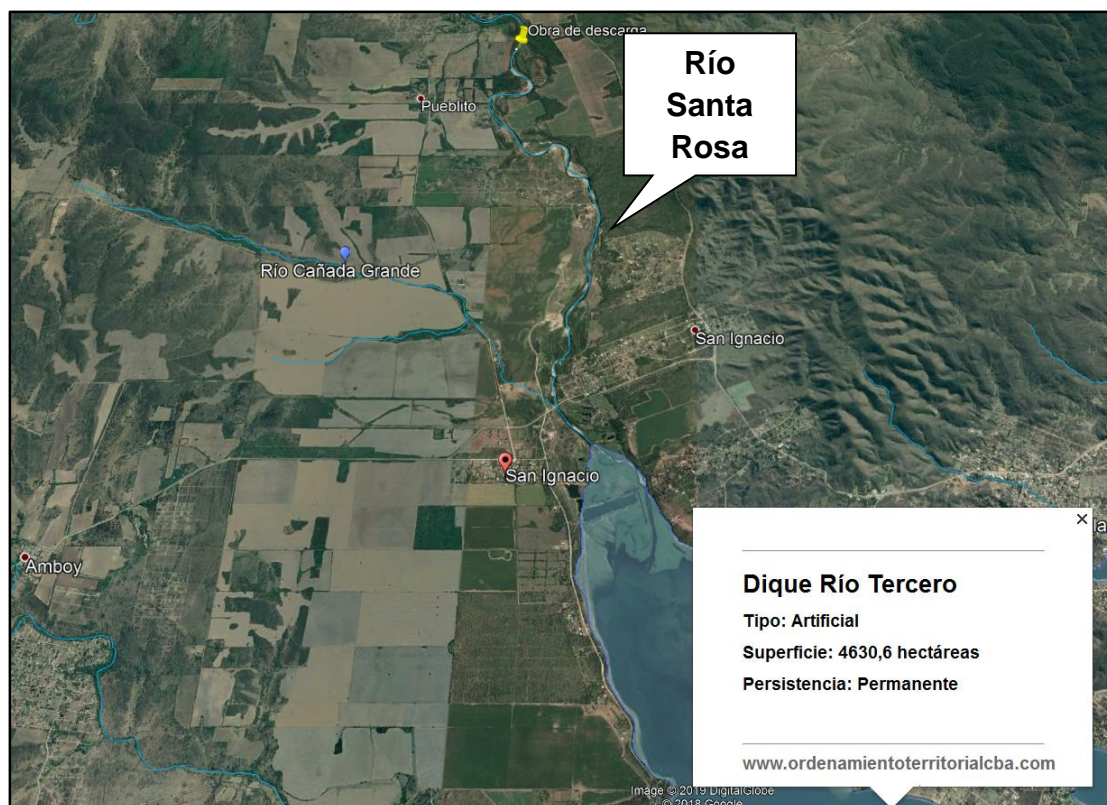 Obra de descarga
Río
Santa
Rosa
Pueblito
Río Cañada Grande
San Ignacio
San Ignacio
Amboy
la
×
Dique Río Tercero
Tipo: Artificial
Superficie: 4630,6 hectáreas
Persistencia: Permanente
www.ordenamientoterritorialcba.com
Image © 2019 DigitalGlobe
© 2018 Google